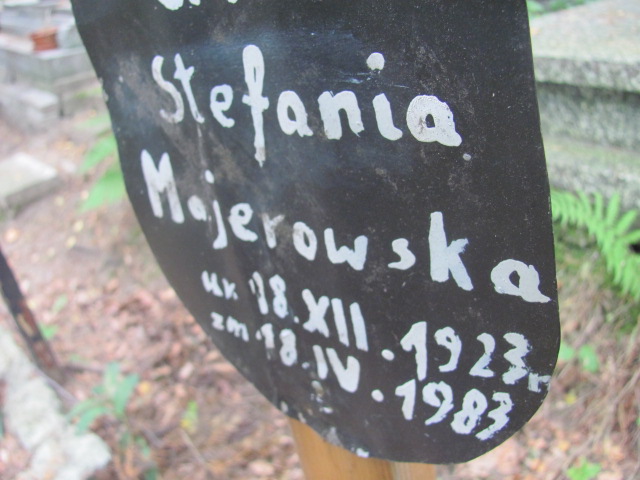 Stefania
Majerowska
ur. 18. XII. 1923 r.
zm. 18. IV. 1983